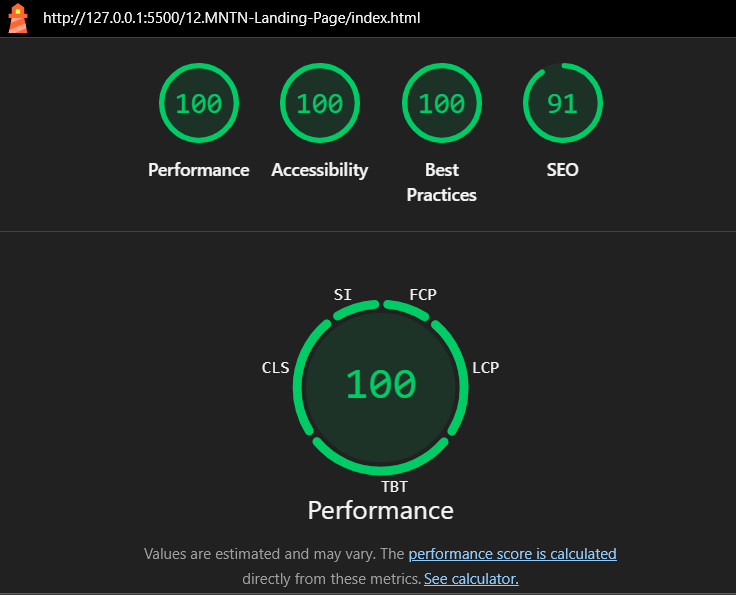 http://127.0.0.1:5500/12.MNTN-Landing-Page/index.html
100 100 100 91
Performance Accessibility Best Practices SEO
SI FCP
CLS LCP
100
TBT
Performance
Values are estimated and may vary. The performance score is calculated
directly from these metrics. See calculator.